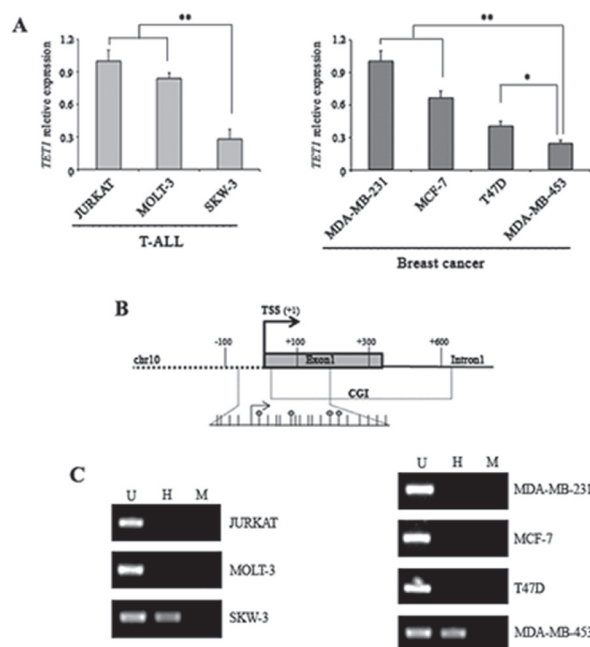 A
**
1.2
0.9
0.6
0.3
0
TET1 reletive expression
JURKAT
MOLT-3
SKW-3
T-ALL
**
*
1.2
0.9
0.6
0.3
0
TET1 reletive expression
MDA-MB-231
MCF-7
T47D
MDA-MB-453
Breast cancer
B
TSS (+1)
-100
+100
+300
+600
chr10
Exon1
Intron1
CGI
C
U H M
JURKAT
MOLT-3
SKW-3
U H M
MDA-MB-231
MCF-7
T47D
MDA-MB-453